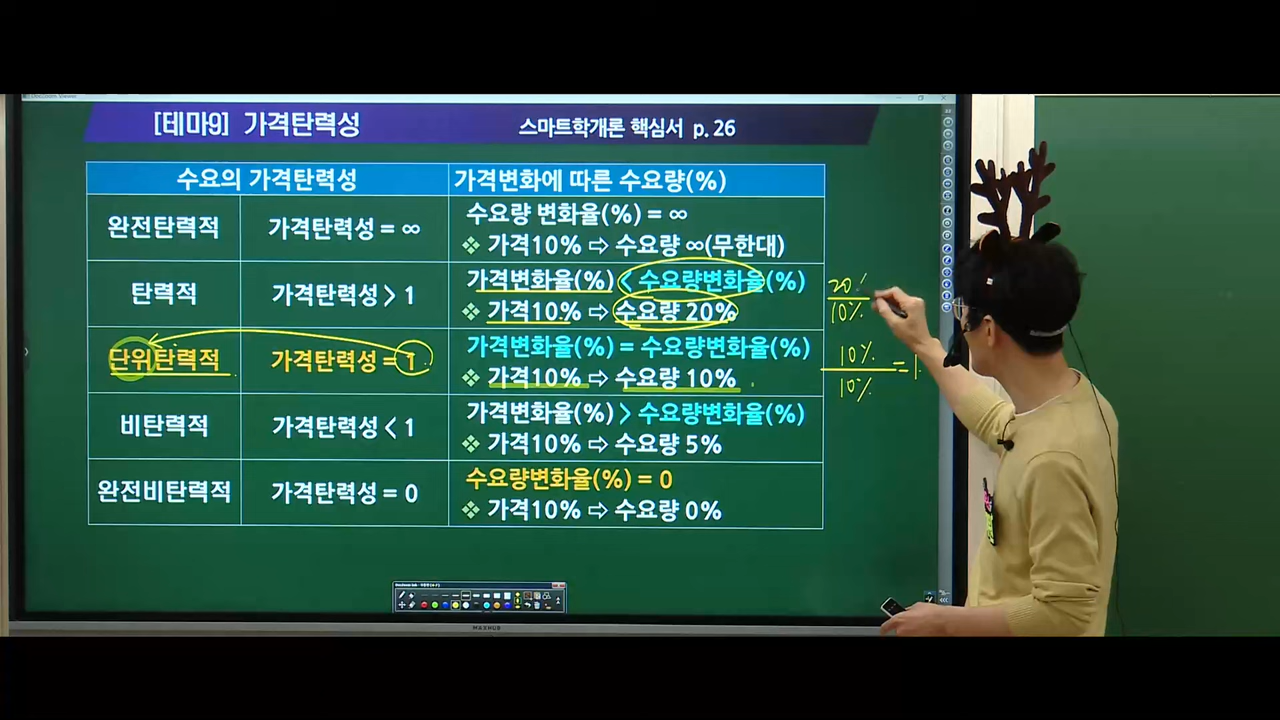 [테마9] 가격탄력성
스마트학개론 핵심서 p. 26
수요의 가격탄력성
가격변화에 따른 수요량(%)
완전탄력적
가격탄력성 = ∞
수요량 변화율(%) = ∞
❖ 가격10% ⇨ 수요량 ∞(무한대)
탄력적
가격탄력성 > 1
가격변화율(%) < 수요량변화율(%)
❖ 가격10% ⇨ 수요량 20%
20%
10%
단위탄력적
가격탄력성 = 1
가격변화율(%) = 수요량변화율(%)
❖ 가격10% ⇨ 수요량 10%
10%
10%
= 1
비탄력적
가격탄력성 < 1
가격변화율(%) > 수요량변화율(%)
❖ 가격10% ⇨ 수요량 5%
완전비탄력적
가격탄력성 = 0
수요량변화율(%) = 0
❖ 가격10% ⇨ 수요량 0%
MAXHUB